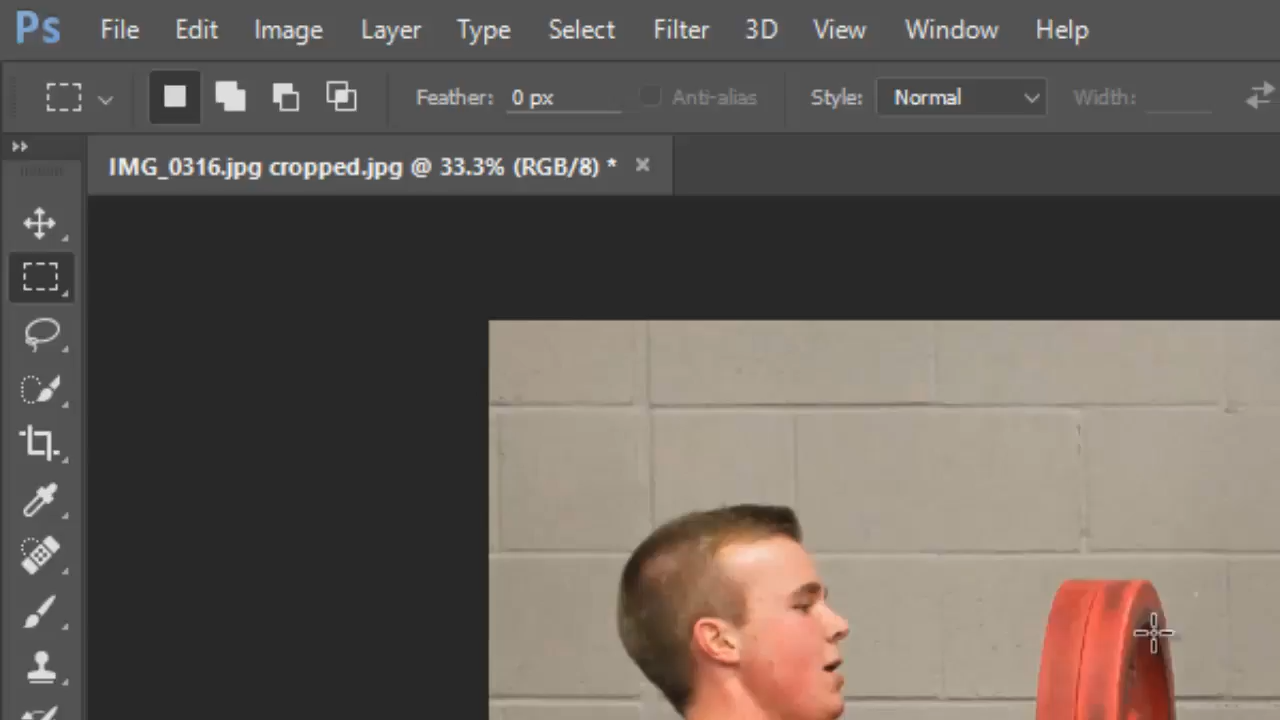 Ps File Edit Image Layer Type Select Filter 3D View Window Help
Feather: 0 px Anti-alias Style: Normal Width:
IMG_0316.jpg cropped.jpg @ 33.3% (RGB/8) *